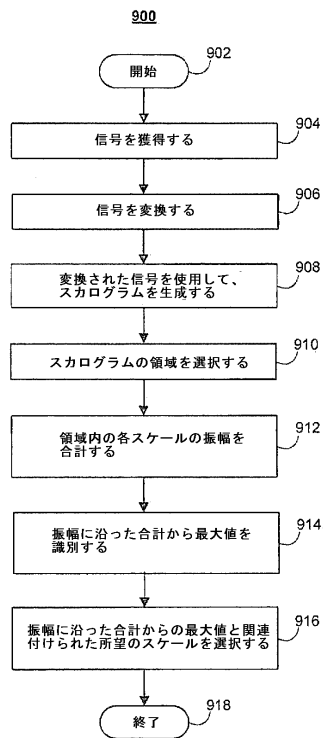 900
開始
902
904
信号を獲得する
906
信号を変換する
908
変換された信号を使用して、
スカログラムを生成する
910
スカログラムの領域を選択する
912
領域内の各スケールの振幅を
合計する
914
振幅に沿った合計から最大値を
識別する
916
振幅に沿った合計からの最大値と関連
付けられた所望のスケールを選択する
918
終了